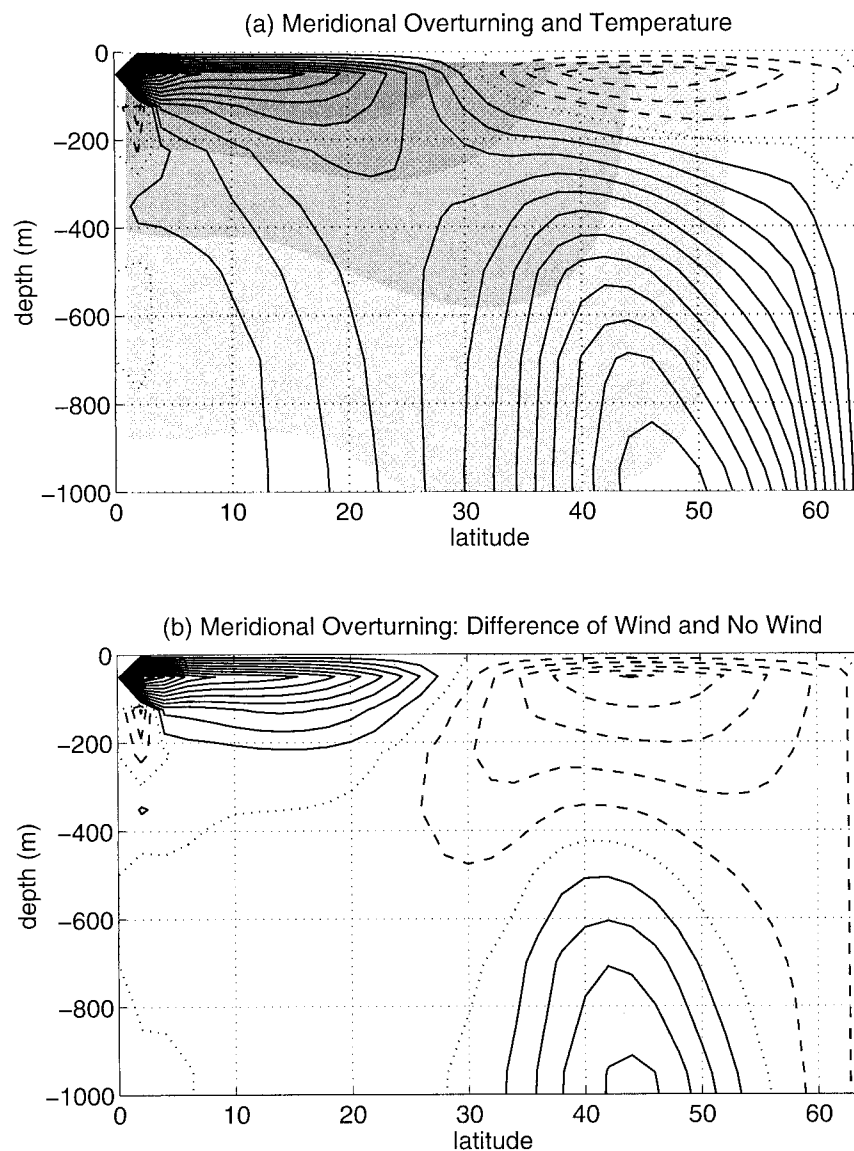 (a) Meridional Overturning and Temperature
0
−200
−400
−600
−800
−1000
depth (m)
0 10 20 30 40 50 60
latitude
(b) Meridional Overturning: Difference of Wind and No Wind
0
−200
−400
−600
−800
−1000
depth (m)
0 10 20 30 40 50 60
latitude